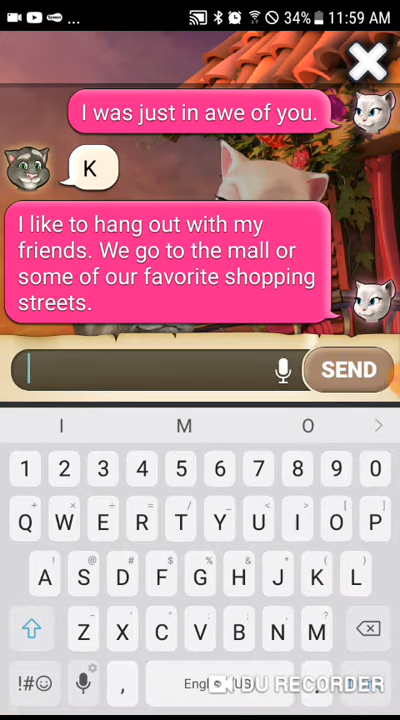 ... 34% 11:59 AM
I was just in awe of you.
K
I like to hang out with my
friends. We go to the mall or
some of our favorite shopping
streets.
SEND
I M O
1 2 3 4 5 6 7 8 9 0
Q W E R T Y U I O P
A S D F G H J K L
Z X C V B N M
!#☺ , English (US) .
DU RECORDER